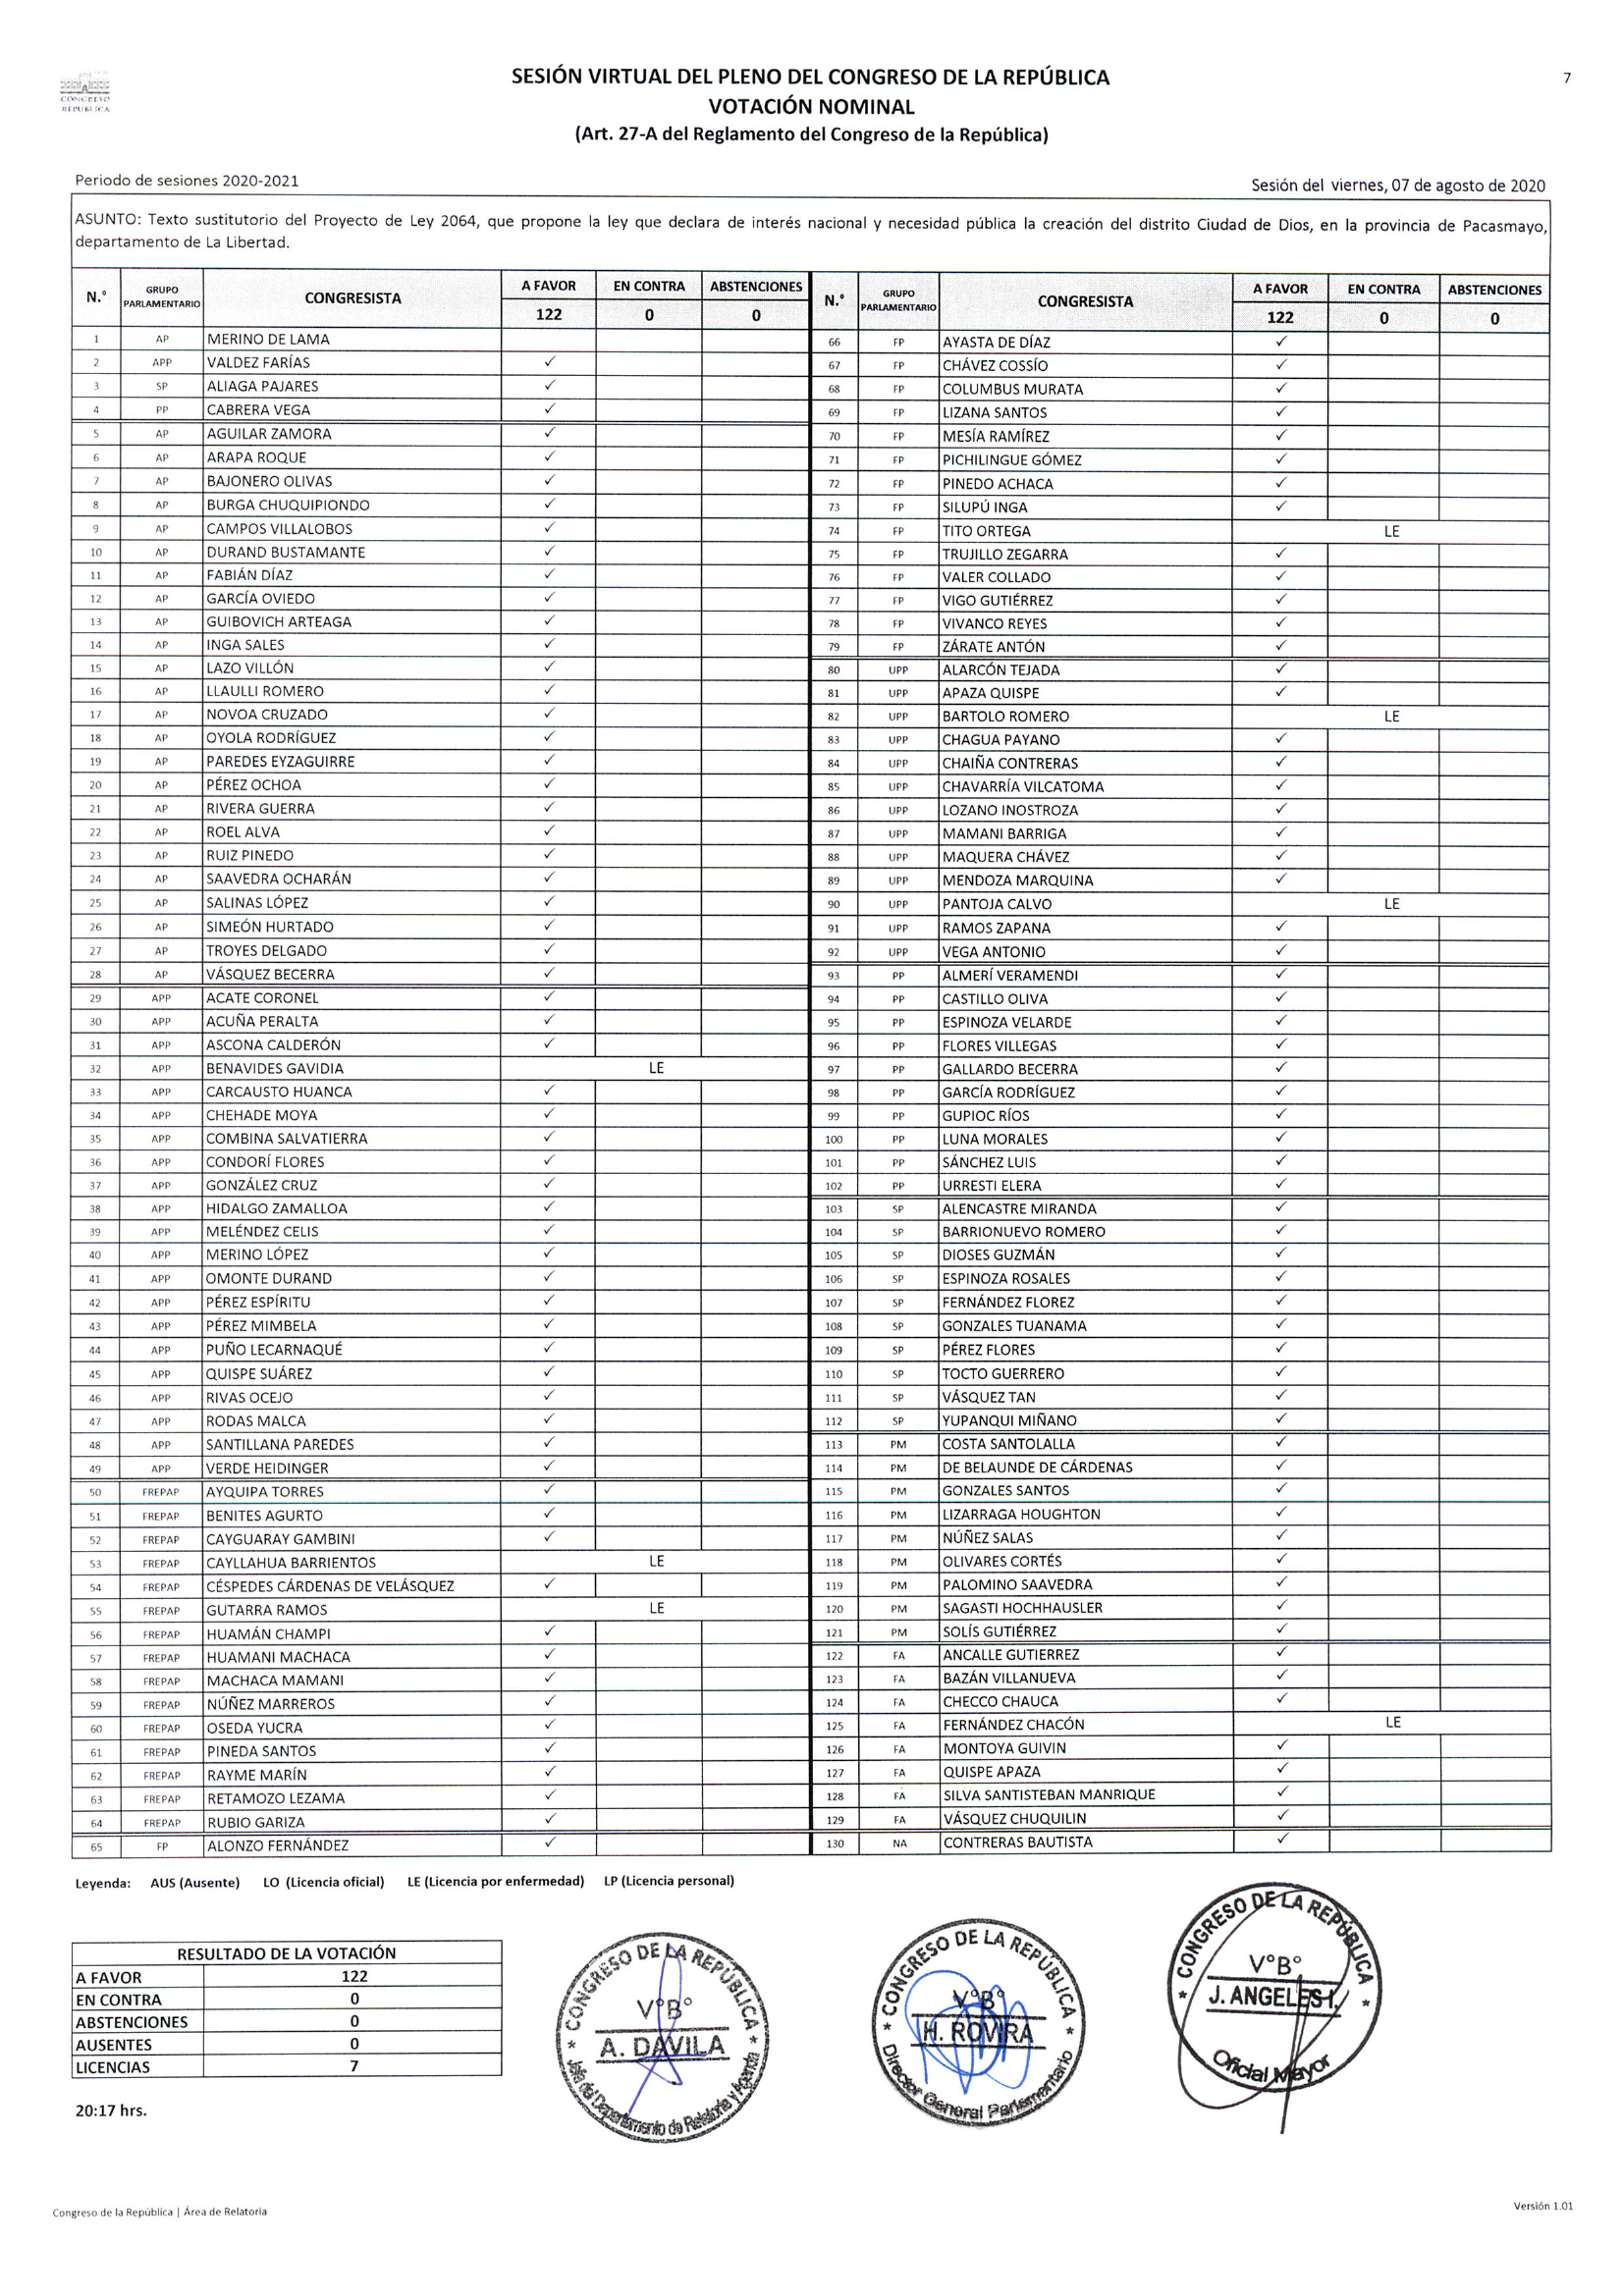 CONGRESO
REPÚBLICA
SESIÓN VIRTUAL DEL PLENO DEL CONGRESO DE LA REPÚBLICA
VOTACIÓN NOMINAL
(Art. 27-A del Reglamento del Congreso de la República)
7
Periodo de sesiones 2020-2021
Sesión del viernes, 07 de agosto de 2020
ASUNTO: Texto sustitutorio del Proyecto de Ley 2064, que propone la ley que declara de interés nacional y necesidad pública la creación del distrito Ciudad de Dios, en la provincia de Pacasmayo,
departamento de La Libertad.
N.° GRUPO PARLAMENTARIO CONGRESISTA A FAVOR EN CONTRA ABSTENCIONES
122 0 0
1 AP MERINO DE LAMA
2 APP VALDEZ FARÍAS ✓
3 SP ALIAGA PAJARES ✓
4 PP CABRERA VEGA ✓
5 AP AGUILAR ZAMORA ✓
6 AP ARAPA ROQUE ✓
7 AP BAJONERO OLIVAS ✓
8 AP BURGA CHUQUIPIONDO ✓
9 AP CAMPOS VILLALOBOS ✓
10 AP DURAND BUSTAMANTE ✓
11 AP FABIÁN DÍAZ ✓
12 AP GARCÍA OVIEDO ✓
13 AP GUIBOVICH ARTEAGA ✓
14 AP INGA SALES ✓
15 AP LAZO VILLÓN ✓
16 AP LLAULLI ROMERO ✓
17 AP NOVOA CRUZADO ✓
18 AP OYOLA RODRÍGUEZ ✓
19 AP PAREDES EYZAGUIRRE ✓
20 AP PÉREZ OCHOA ✓
21 AP RIVERA GUERRA ✓
22 AP ROEL ALVA ✓
23 AP RUIZ PINEDO ✓
24 AP SAAVEDRA OCHARÁN ✓
25 AP SALINAS LÓPEZ ✓
26 AP SIMEÓN HURTADO ✓
27 AP TROYES DELGADO ✓
28 AP VÁSQUEZ BECERRA ✓
29 APP ACATE CORONEL ✓
30 APP ACUÑA PERALTA ✓
31 APP ASCONA CALDERÓN ✓
32 APP BENAVIDES GAVIDIA LE
33 APP CARCAUSTO HUANCA ✓
34 APP CHEHADE MOYA ✓
35 APP COMBINA SALVATIERRA ✓
36 APP CONDORÍ FLORES ✓
37 APP GONZÁLEZ CRUZ ✓
38 APP HIDALGO ZAMALLOA ✓
39 APP MELÉNDEZ CELIS ✓
40 APP MERINO LÓPEZ ✓
41 APP OMONTE DURAND ✓
42 APP PÉREZ ESPÍRITU ✓
43 APP PÉREZ MIMBELA ✓
44 APP PUÑO LECARNAQUÉ ✓
45 APP QUISPE SUÁREZ ✓
46 APP RIVAS OCEJO ✓
47 APP RODAS MALCA ✓
48 APP SANTILLANA PAREDES ✓
49 APP VERDE HEIDINGER ✓
50 FREPAP AYQUIPA TORRES ✓
51 FREPAP BENITES AGURTO ✓
52 FREPAP CAYGUARAY GAMBINI ✓
53 FREPAP CAYLLAHUA BARRIENTOS LE
54 FREPAP CÉSPEDES CÁRDENAS DE VELÁSQUEZ ✓
55 FREPAP GUTARRA RAMOS LE
56 FREPAP HUAMÁN CHAMPI ✓
57 FREPAP HUAMANI MACHACA ✓
58 FREPAP MACHACA MAMANI ✓
59 FREPAP NÚÑEZ MARREROS ✓
60 FREPAP OSEDA YUCRA ✓
61 FREPAP PINEDA SANTOS ✓
62 FREPAP RAYME MARÍN ✓
63 FREPAP RETAMOZO LEZAMA ✓
64 FREPAP RUBIO GARIZA ✓
65 FP ALONZO FERNÁNDEZ ✓
N.° GRUPO PARLAMENTARIO CONGRESISTA A FAVOR EN CONTRA ABSTENCIONES
122 0 0
66 FP AYASTA DE DÍAZ ✓
67 FP CHÁVEZ COSSÍO ✓
68 FP COLUMBUS MURATA ✓
69 FP LIZANA SANTOS ✓
70 FP MESÍA RAMÍREZ ✓
71 FP PICHILINGUE GÓMEZ ✓
72 FP PINEDO ACHACA ✓
73 FP SILUPÚ INGA ✓
74 FP TITO ORTEGA LE
75 FP TRUJILLO ZEGARRA ✓
76 FP VALER COLLADO ✓
77 FP VIGO GUTIÉRREZ ✓
78 FP VIVANCO REYES ✓
79 FP ZÁRATE ANTÓN ✓
80 UPP ALARCÓN TEJADA ✓
81 UPP APAZA QUISPE ✓
82 UPP BARTOLO ROMERO LE
83 UPP CHAGUA PAYANO ✓
84 UPP CHAIÑA CONTRERAS ✓
85 UPP CHAVARRÍA VILCATOMA ✓
86 UPP LOZANO INOSTROZA ✓
87 UPP MAMANI BARRIGA ✓
88 UPP MAQUERA CHÁVEZ ✓
89 UPP MENDOZA MARQUINA ✓
90 UPP PANTOJA CALVO LE
91 UPP RAMOS ZAPANA ✓
92 UPP VEGA ANTONIO ✓
93 PP ALMERÍ VERAMENDI ✓
94 PP CASTILLO OLIVA ✓
95 PP ESPINOZA VELARDE ✓
96 PP FLORES VILLEGAS ✓
97 PP GALLARDO BECERRA ✓
98 PP GARCÍA RODRÍGUEZ ✓
99 PP GUPIOC RÍOS ✓
100 PP LUNA MORALES ✓
101 PP SÁNCHEZ LUIS ✓
102 PP URRESTI ELERA ✓
103 SP ALENCASTRE MIRANDA ✓
104 SP BARRIONUEVO ROMERO ✓
105 SP DIOSES GUZMÁN ✓
106 SP ESPINOZA ROSALES ✓
107 SP FERNÁNDEZ FLOREZ ✓
108 SP GONZALES TUANAMA ✓
109 SP PÉREZ FLORES ✓
110 SP TOCTO GUERRERO ✓
111 SP VÁSQUEZ TAN ✓
112 SP YUPANQUI MIÑANO ✓
113 PM COSTA SANTOLALLA ✓
114 PM DE BELAUNDE DE CÁRDENAS ✓
115 PM GONZALES SANTOS ✓
116 PM LIZARRAGA HOUGHTON ✓
117 PM NÚÑEZ SALAS ✓
118 PM OLIVARES CORTÉS ✓
119 PM PALOMINO SAAVEDRA ✓
120 PM SAGASTI HOCHHAUSLER ✓
121 PM SOLÍS GUTIÉRREZ ✓
122 FA ANCALLE GUTIERREZ ✓
123 FA BAZÁN VILLANUEVA ✓
124 FA CHECCO CHAUCA ✓
125 FA FERNÁNDEZ CHACÓN LE
126 FA MONTOYA GUIVIN ✓
127 FA QUISPE APAZA ✓
128 FA SILVA SANTISTEBAN MANRIQUE ✓
129 FA VÁSQUEZ CHUQUILIN ✓
130 NA CONTRERAS BAUTISTA ✓
Leyenda: AUS (Ausente) LO (Licencia oficial) LE (Licencia por enfermedad) LP (Licencia personal)
RESULTADO DE LA VOTACIÓN
A FAVOR 122
EN CONTRA 0
ABSTENCIONES 0
AUSENTES 0
LICENCIAS 7
20:17 hrs.
* CONGRESO DE LA REPÚBLICA *
V°B°
A. DAVILA
Jefa del Departamento de Relatoría y Agenda
* CONGRESO DE LA REPÚBLICA *
V°B°
H. ROVIRA
Director General Parlamentario
* CONGRESO DE LA REPÚBLICA *
V°B°
J. ANGELES I.
Oficial Mayor
Congreso de la República | Área de Relatoria
Versión 1.01